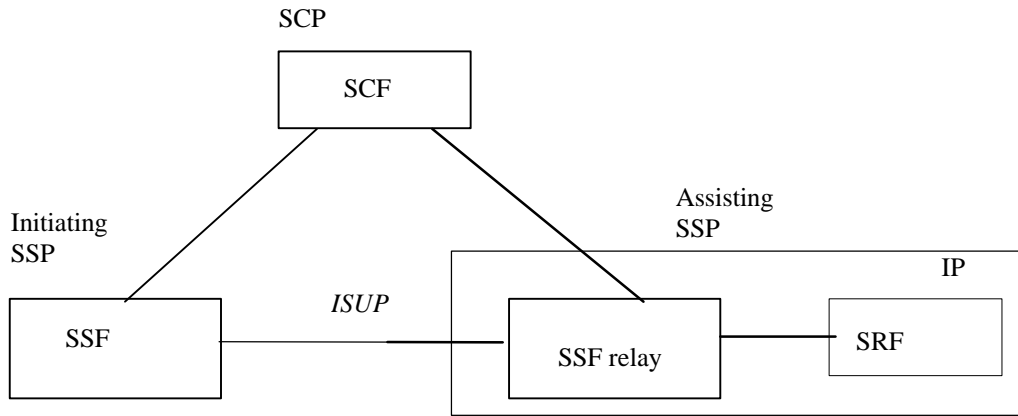 SCP
SCF
Assisting
SSP
Initiating
SSP
IP
ISUP
SSF
SSF relay
SRF